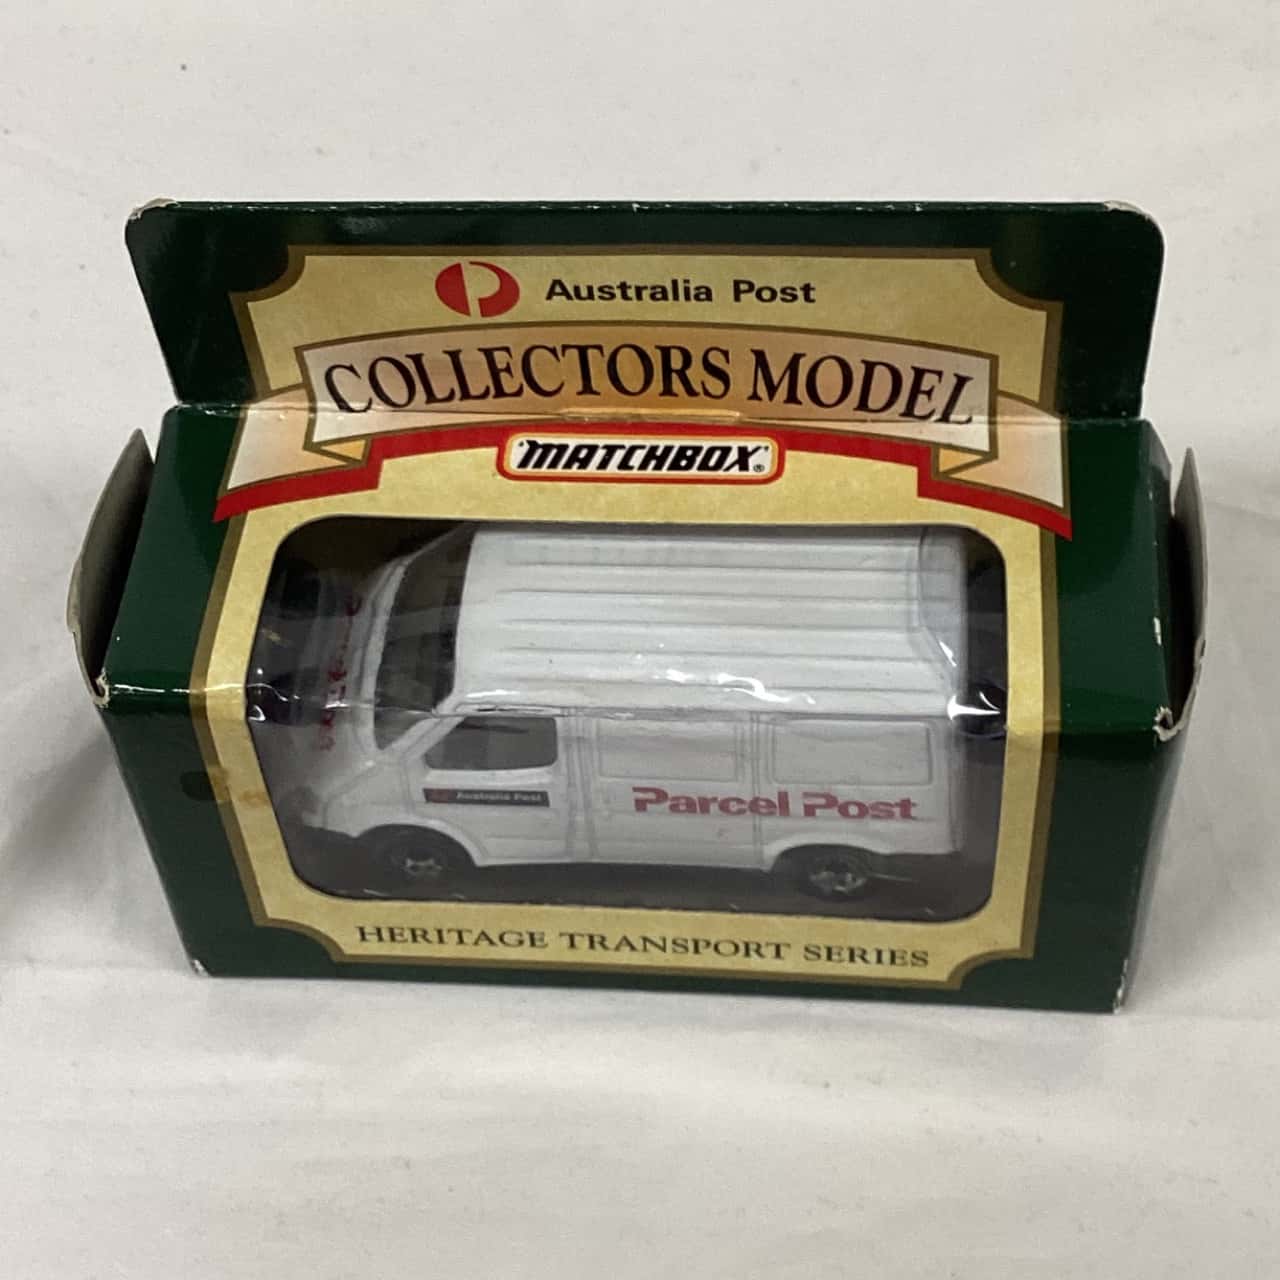 Australia Post
COLLECTORS MODEL
MATCHBOX®
Australia Post
Parcel Post
HERITAGE TRANSPORT SERIES